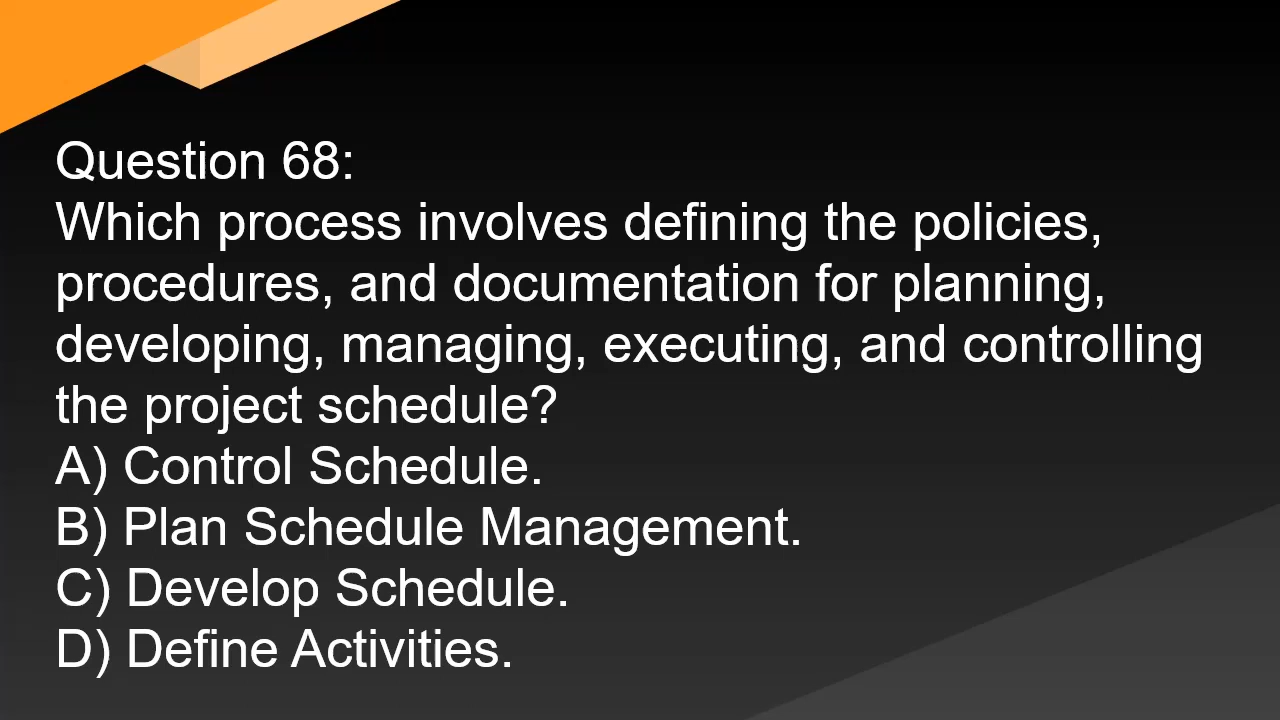 Question 68:
Which process involves defining the policies,
procedures, and documentation for planning,
developing, managing, executing, and controlling
the project schedule?
A) Control Schedule.
B) Plan Schedule Management.
C) Develop Schedule.
D) Define Activities.